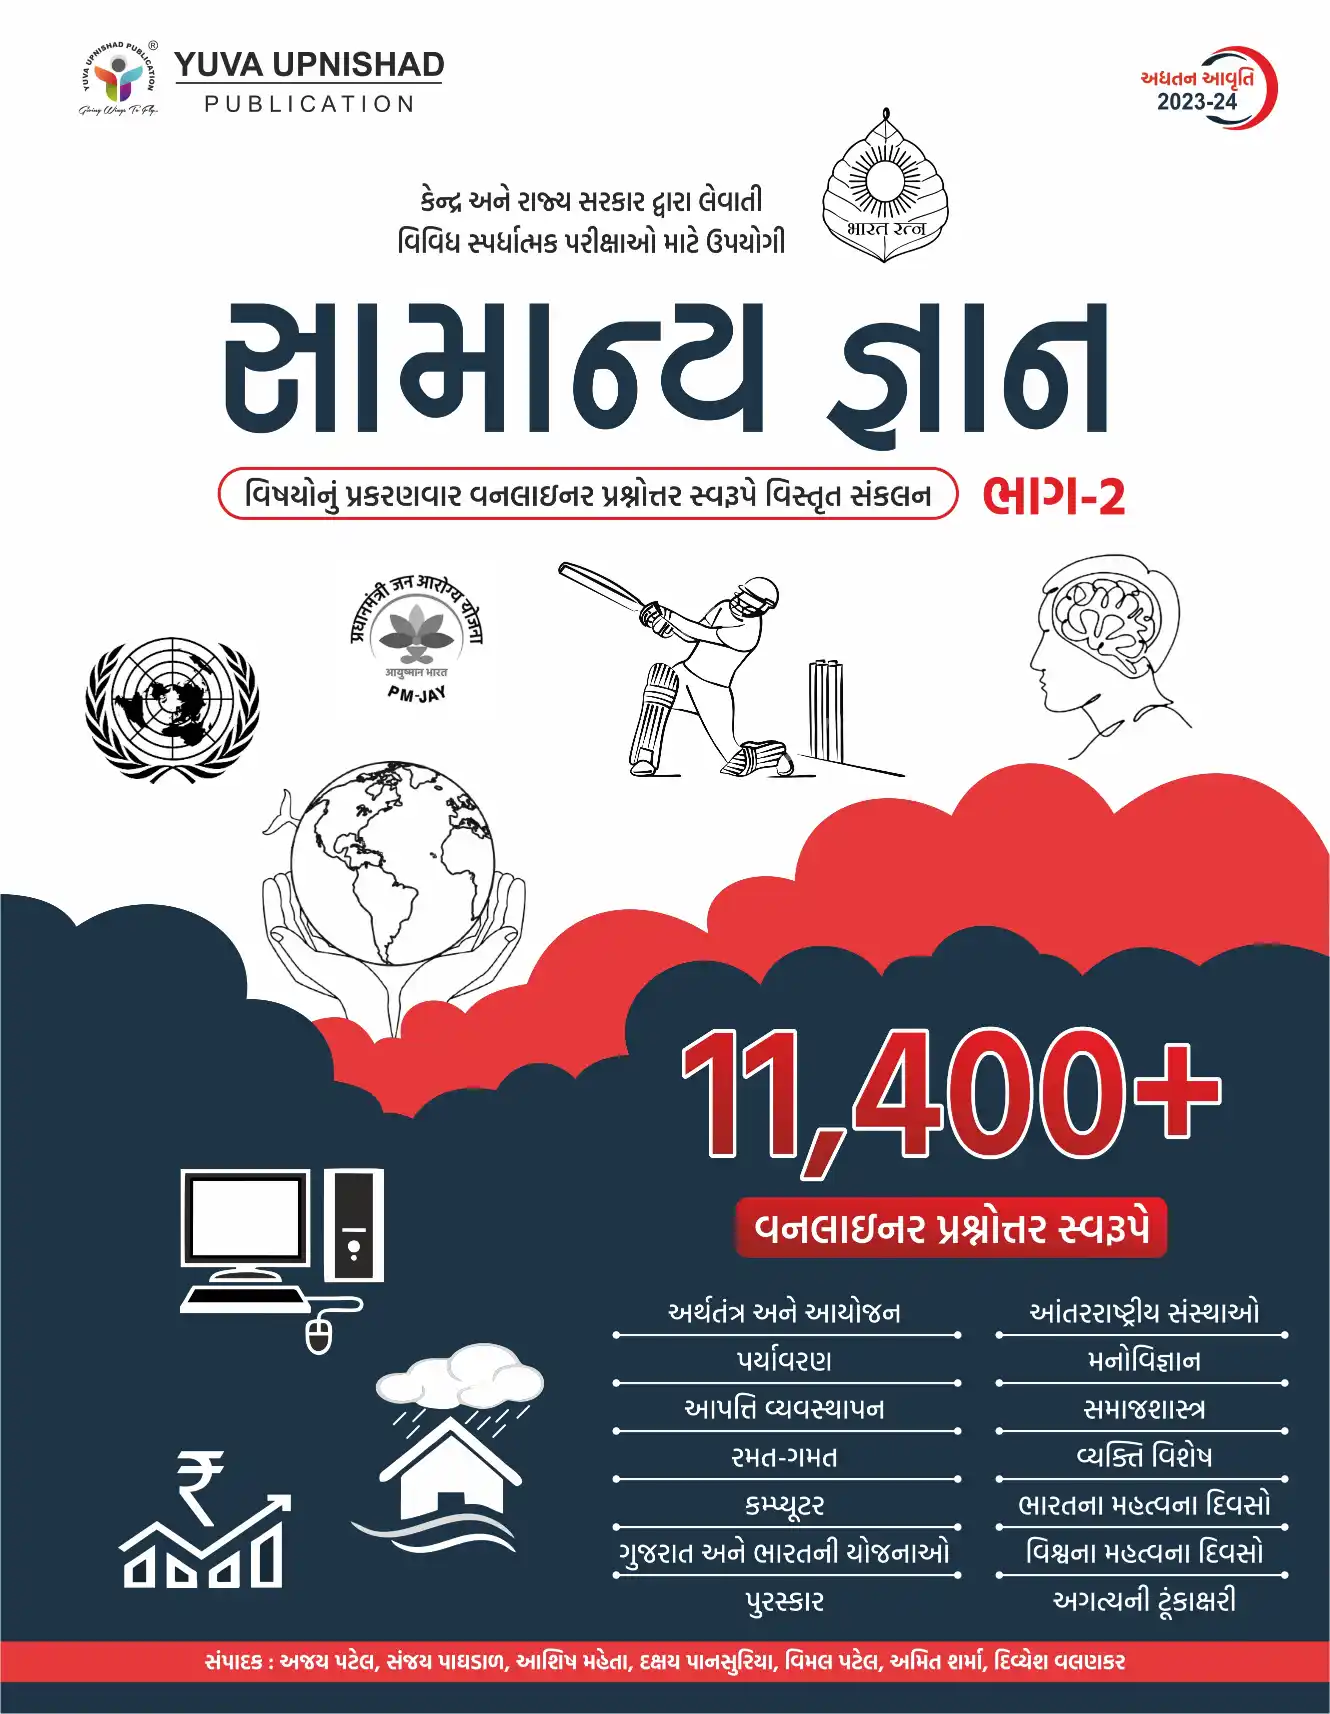 YUVA UPNISHAD PUBLICATION
®
Giving Wings To Fly..
YUVA UPNISHAD
PUBLICATION
અદ્યતન આવૃતિ
2023-24
કેન્દ્ર અને રાજ્ય સરકાર દ્વારા લેવાતી
વિવિધ સ્પર્ધાત્મક પરીક્ષાઓ માટે ઉપયોગી
भारत रत्न
સામાન્ય જ્ઞાન
વિષયોનું પ્રકરણવાર વનલાઇનર પ્રશ્નોત્તર સ્વરૂપે વિસ્તૃત સંકલન
ભાગ-2
प्रधानमंत्री जन आरोग्य योजना
आयुष्मान भारत
PM-JAY
11,400+
વનલાઇનર પ્રશ્નોત્તર સ્વરૂપે
અર્થતંત્ર અને આયોજન
આંતરરાષ્ટ્રીય સંસ્થાઓ
પર્યાવરણ
મનોવિજ્ઞાન
આપત્તિ વ્યવસ્થાપન
સમાજશાસ્ત્ર
રમત-ગમત
વ્યક્તિ વિશેષ
કમ્પ્યૂટર
ભારતના મહત્વના દિવસો
ગુજરાત અને ભારતની યોજનાઓ
વિશ્વના મહત્વના દિવસો
પુરસ્કાર
અગત્યની ટૂંકાક્ષરી
સંપાદક : અજય પટેલ, સંજય પાઘડાળ, આશિષ મહેતા, દક્ષય પાનસુરિયા, વિમલ પટેલ, અમિત શર્મા, દિવ્યેશ વલણકર